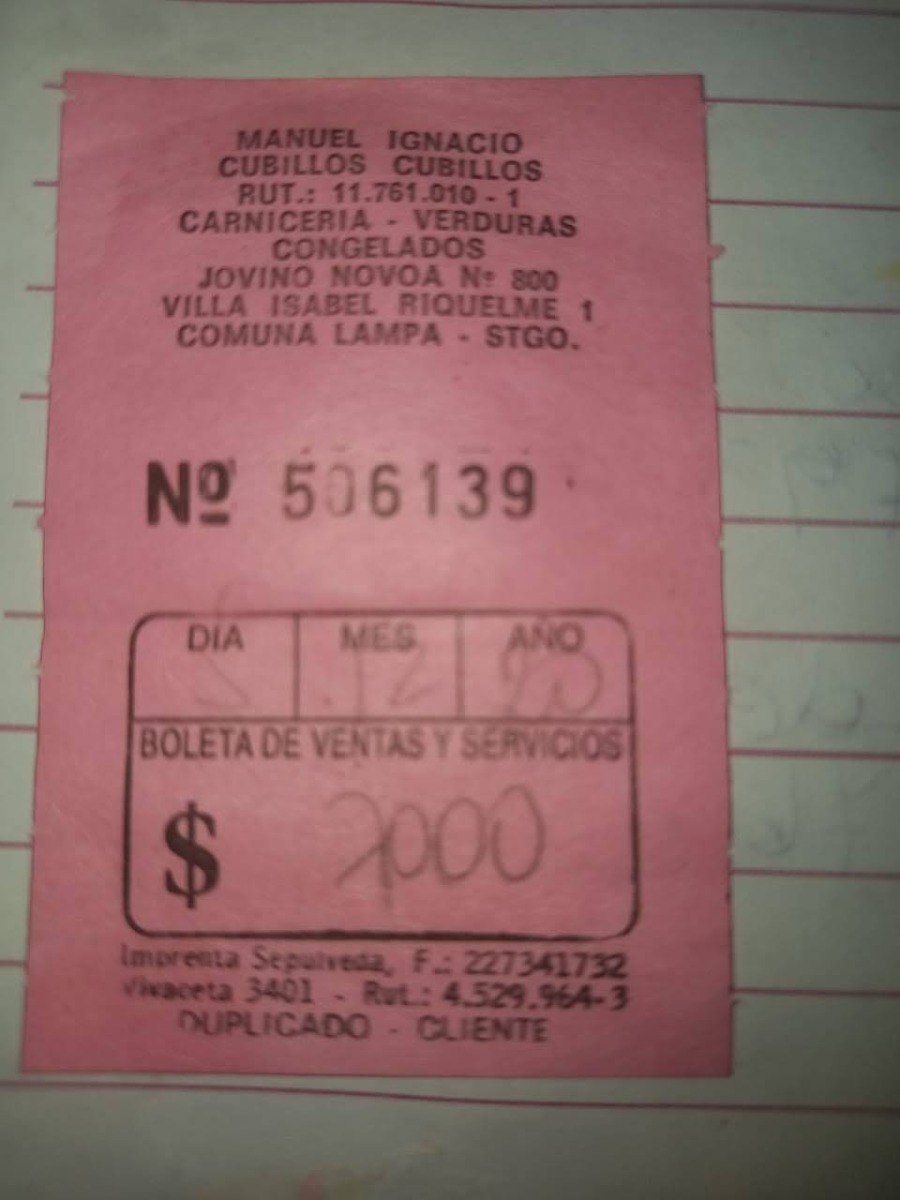 MANUEL IGNACIO
CUBILLOS CUBILLOS
RUT.: 11.761.010 - 1
CARNICERIA - VERDURAS
CONGELADOS
JOVINO NOVOA Nº 800
VILLA ISABEL RIQUELME 1
COMUNA LAMPA - STGO.
Nº 506139
DIA MES AÑO
12 23
BOLETA DE VENTAS Y SERVICIOS
$ 7000
Imprenta Sepulveda, F.: 227341732
Vivaceta 3401 - Rut.: 4.529.964-3
DUPLICADO - CLIENTE